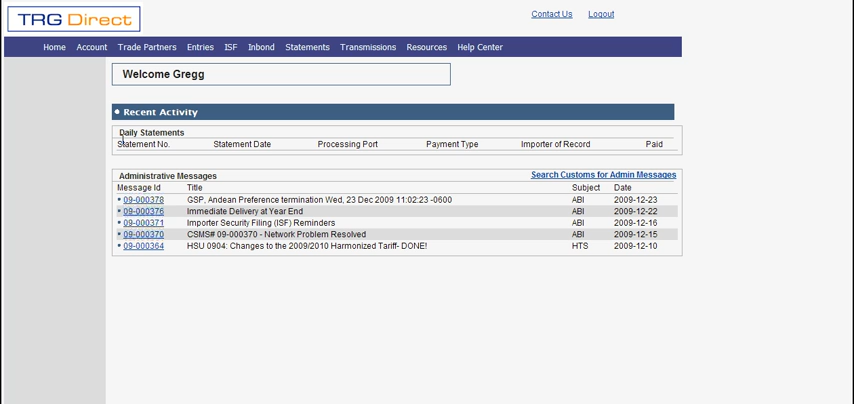 TRG Direct
Contact Us Logout
Home Account Trade Partners Entries ISF Inbond Statements Transmissions Resources Help Center
Welcome Gregg
Recent Activity
Daily Statements
Statement No. Statement Date Processing Port Payment Type Importer of Record Paid
Administrative Messages Search Customs for Admin Messages
Message Id Title Subject Date
09-000378 GSP, Andean Preference termination Wed, 23 Dec 2009 11:02:23 -0600 ABI 2009-12-23
09-000376 Immediate Delivery at Year End ABI 2009-12-22
09-000371 Importer Security Filing (ISF) Reminders ABI 2009-12-16
09-000370 CSMS# 09-000370 - Network Problem Resolved ABI 2009-12-15
09-000364 HSU 0904: Changes to the 2009/2010 Harmonized Tariff- DONE! HTS 2009-12-10